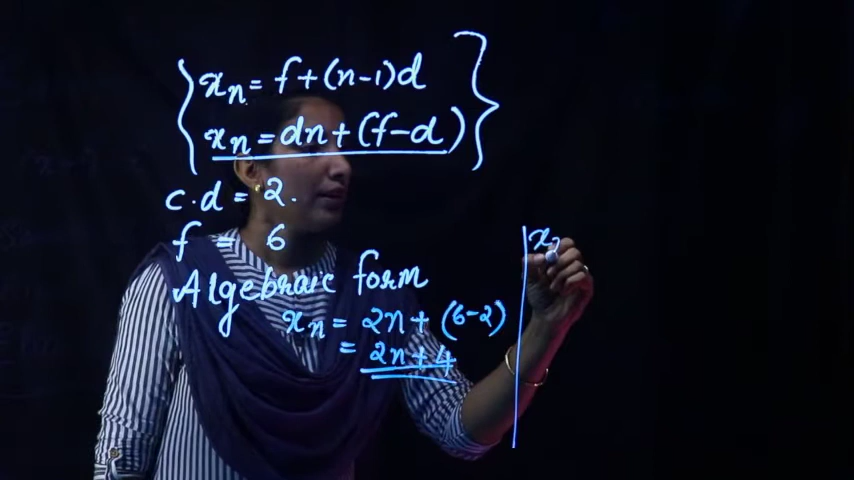 xₙ = f+(n-1)d
xₙ = dn+(f-d)
c.d = 2.
f = 6
Algebraic form
xₙ = 2n+ (6-2)
= 2n+4
x